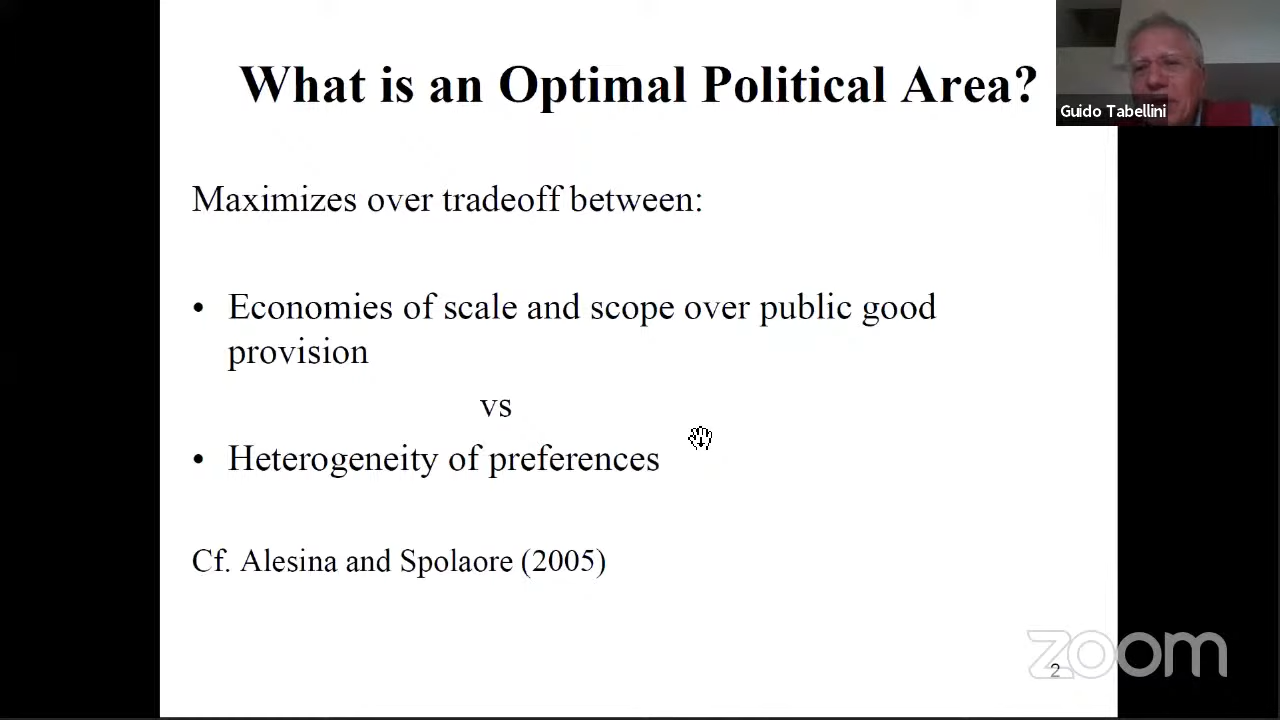 What is an Optimal Political Area?
Guido Tabellini
Maximizes over tradeoff between:
• Economies of scale and scope over public good
provision
vs
• Heterogeneity of preferences
Cf. Alesina and Spolaore (2005)
zoom
2